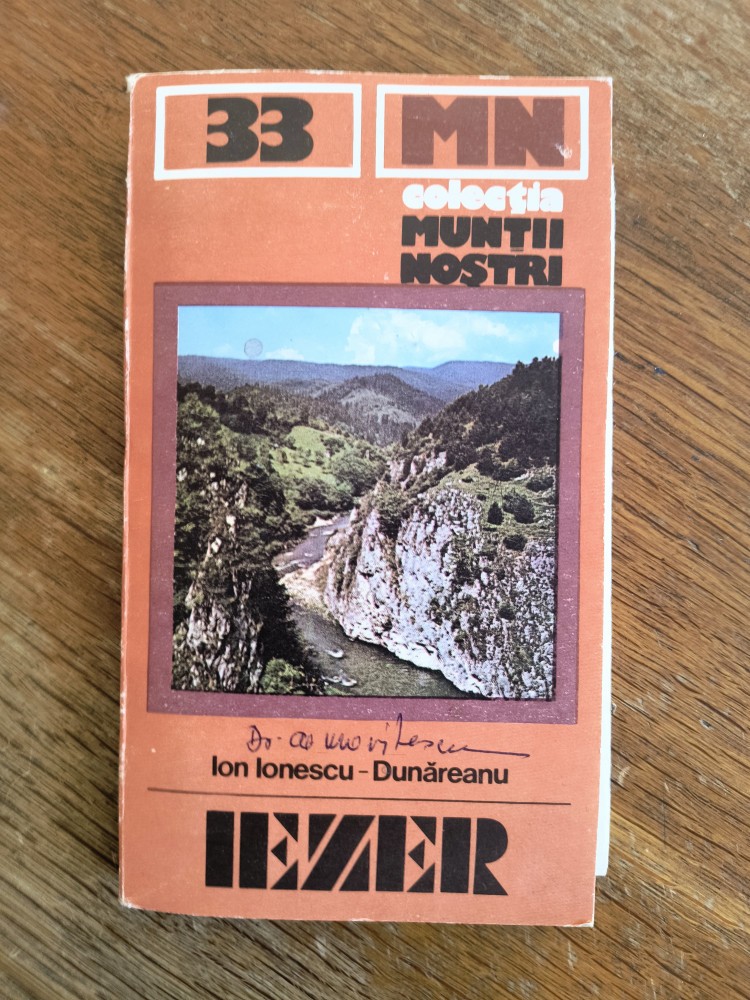 33
MN
colecţia
MUNŢII
NOŞTRI
Ion Ionescu-Dunăreanu
IEZER